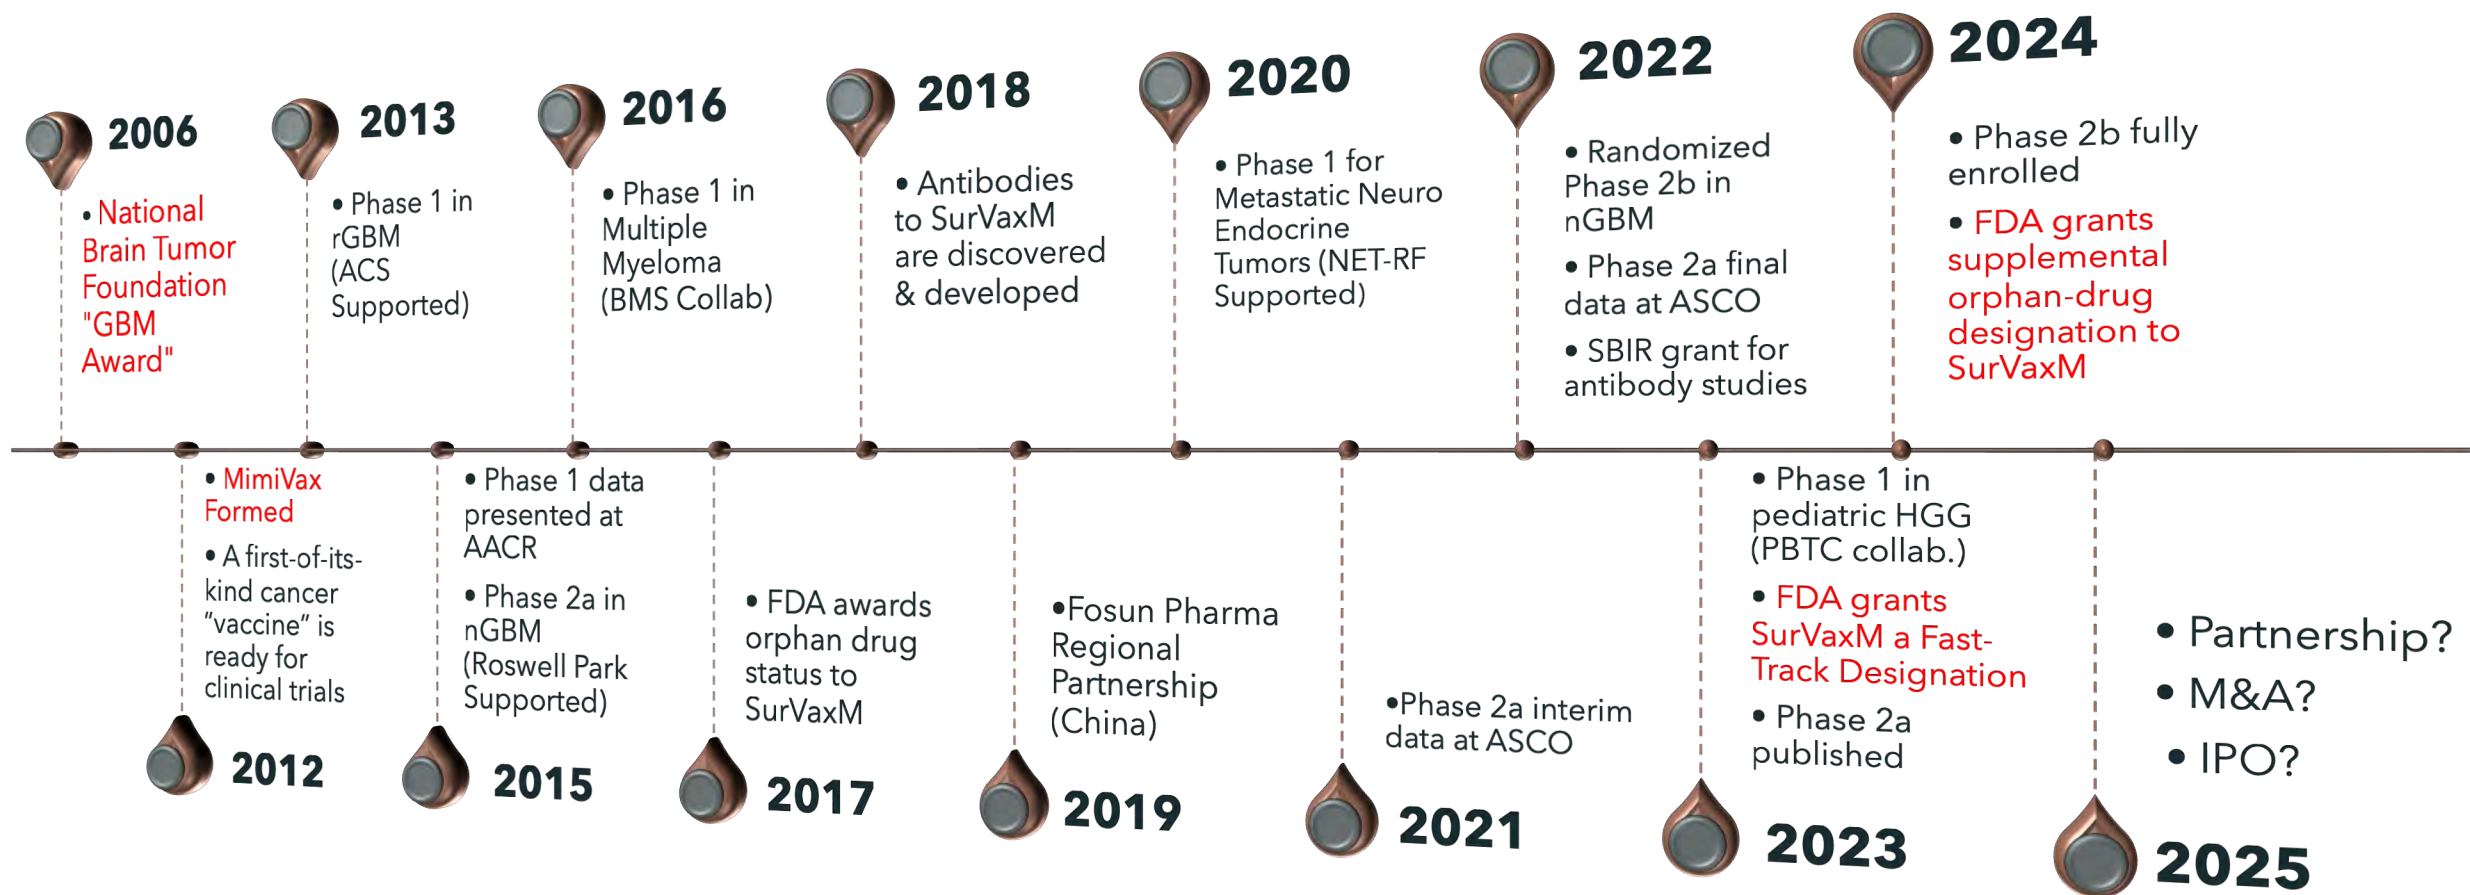 2006
• National
Brain Tumor
Foundation
"GBM
Award"
2012
• MimiVax
Formed
• A first-of-its-
kind cancer
"vaccine" is
ready for
clinical trials
2013
• Phase 1 in
rGBM
(ACS
Supported)
2015
• Phase 1 data
presented at
AACR
• Phase 2a in
nGBM
(Roswell Park
Supported)
2016
• Phase 1 in
Multiple
Myeloma
(BMS Collab)
2017
• FDA awards
orphan drug
status to
SurVaxM
2018
• Antibodies
to SurVaxM
are discovered
& developed
2019
•Fosun Pharma
Regional
Partnership
(China)
2020
• Phase 1 for
Metastatic Neuro
Endocrine
Tumors (NET-RF
Supported)
2021
•Phase 2a interim
data at ASCO
2022
• Randomized
Phase 2b in
nGBM
• Phase 2a final
data at ASCO
• SBIR grant for
antibody studies
2023
• Phase 1 in
pediatric HGG
(PBTC collab.)
• FDA grants
SurVaxM a Fast-
Track Designation
• Phase 2a
published
2024
• Phase 2b fully
enrolled
• FDA grants
supplemental
orphan-drug
designation to
SurVaxM
2025
• Partnership?
• M&A?
• IPO?